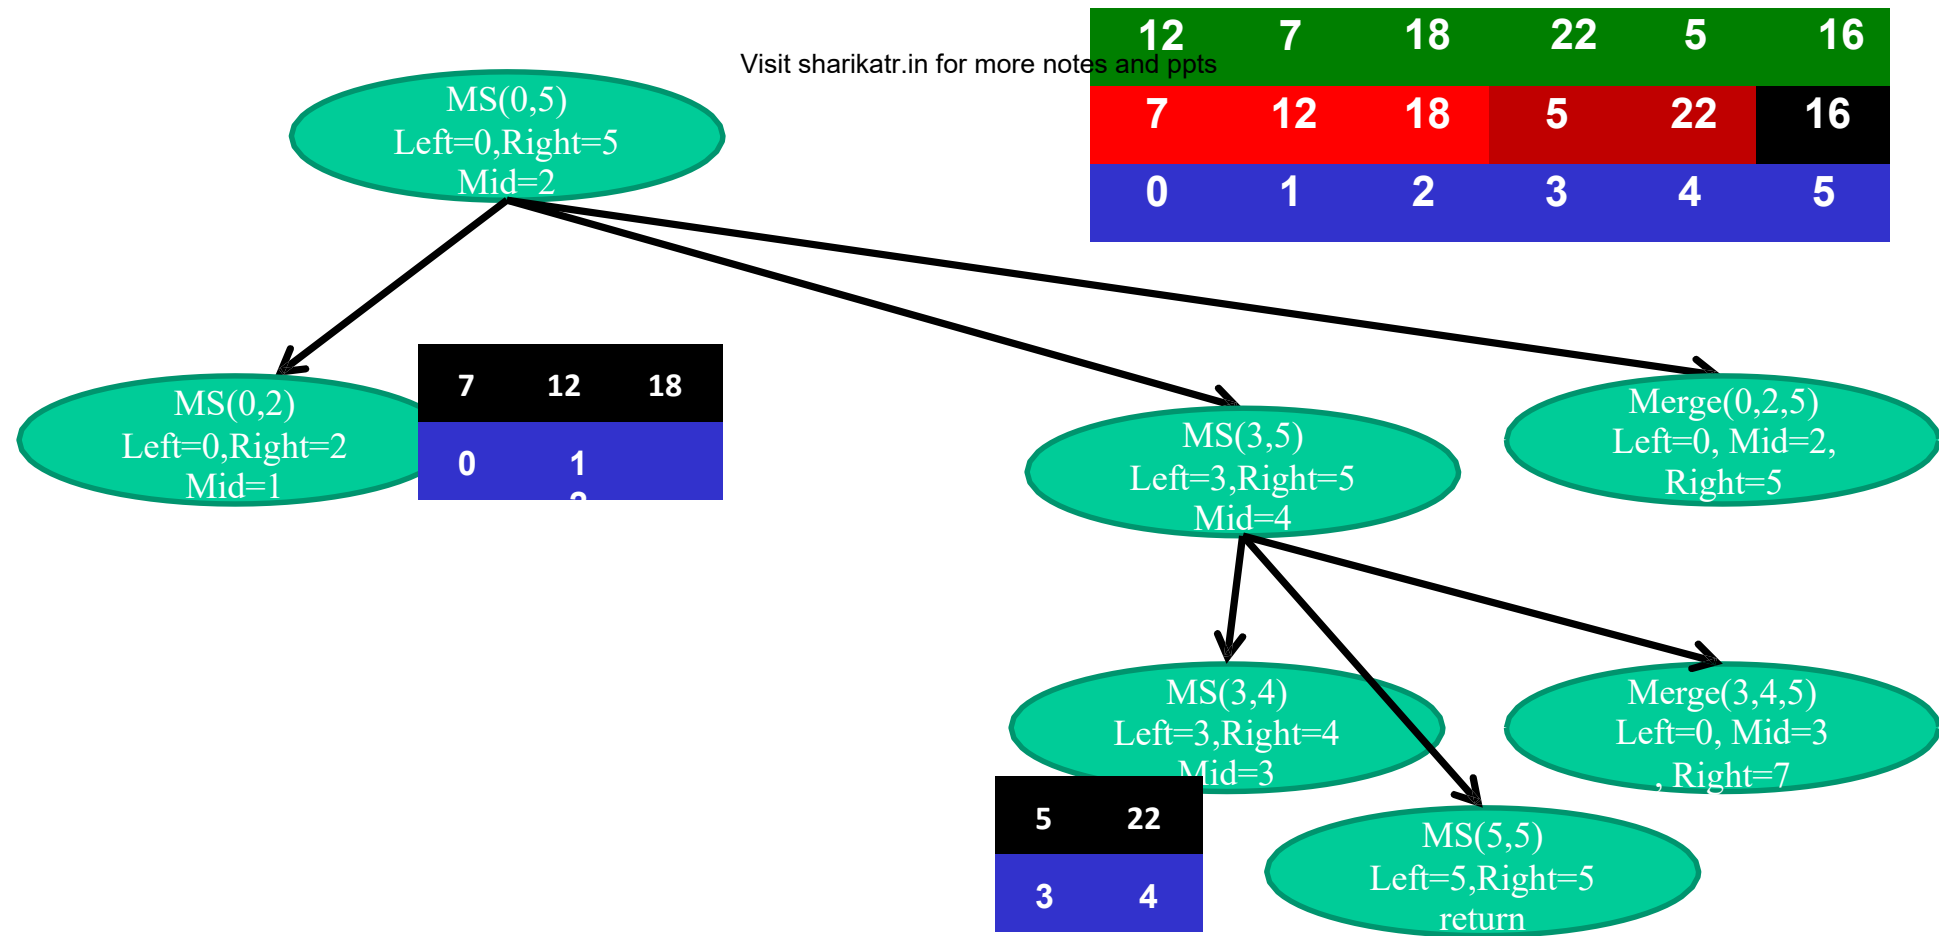 Visit sharikatr.in for more notes and ppts
12 7 18 22 5 16
7 12 18 5 22 16
0 1 2 3 4 5
MS(0,5)
Left=0,Right=5
Mid=2
MS(0,2)
Left=0,Right=2
Mid=1
7 12 18
0 1
MS(3,5)
Left=3,Right=5
Mid=4
Merge(0,2,5)
Left=0, Mid=2,
Right=5
MS(3,4)
Left=3,Right=4
Mid=3
5 22
3 4
MS(5,5)
Left=5,Right=5
return
Merge(3,4,5)
Left=0, Mid=3
, Right=7